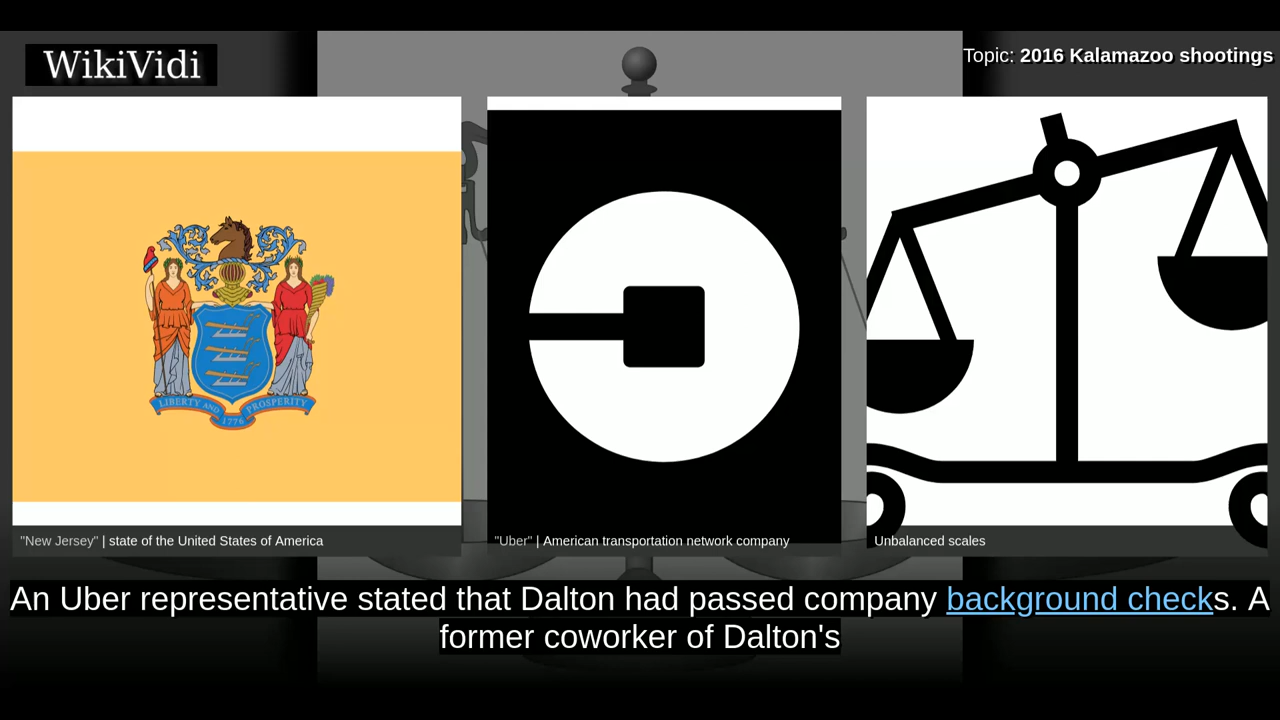 WikiVidi
Topic: 2016 Kalamazoo shootings
LIBERTY AND PROSPERITY
1776
"New Jersey" | state of the United States of America
"Uber" | American transportation network company
Unbalanced scales
An Uber representative stated that Dalton had passed company background checks. A
former coworker of Dalton's